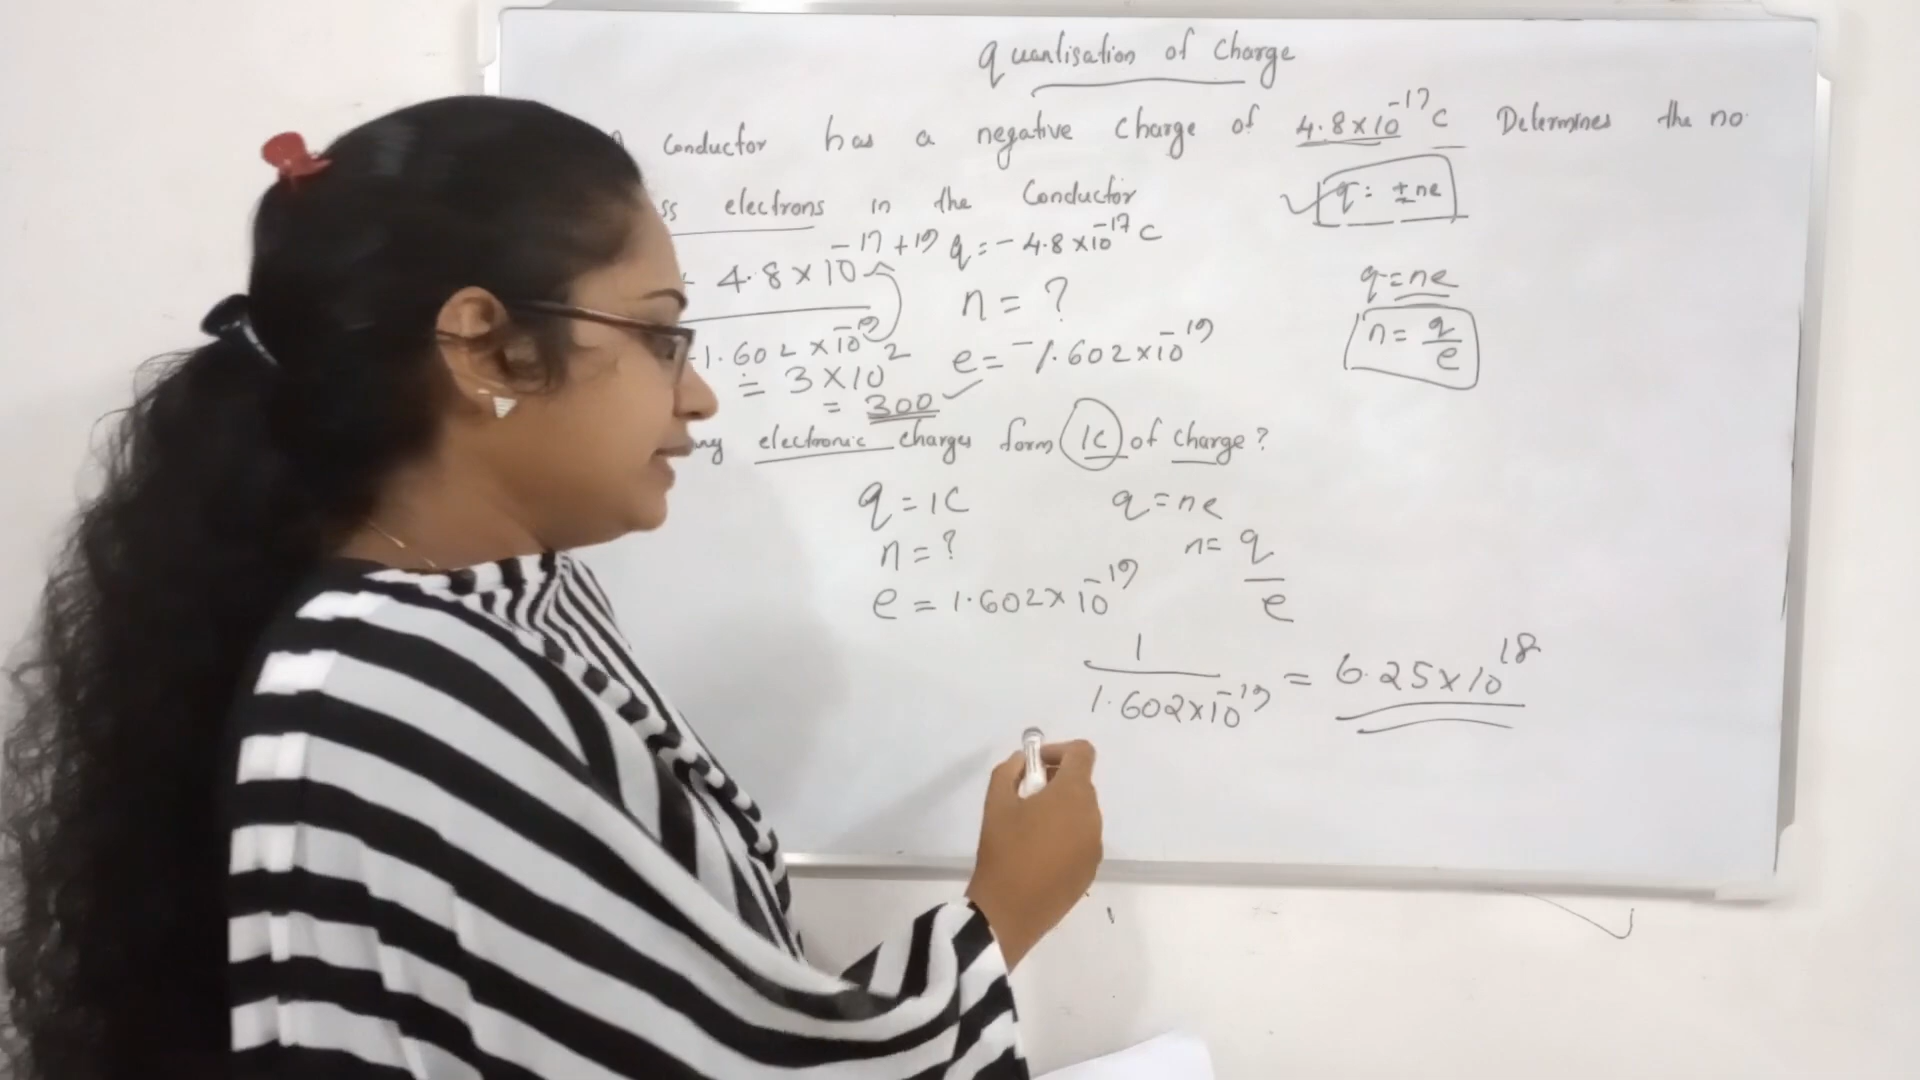 quantisation of charge
Conductor has a negative charge of 4.8×10⁻¹⁷ C Determines the no.
ss electrons in the Conductor
q = ±ne
4.8×10⁻¹⁷⁺¹⁹
-1.602×10⁻¹⁹
= 3×10²
= 300
q = -4.8×10⁻¹⁷ C
n = ?
e = -1.602×10⁻¹⁹
q = ne
n = q/e
ny electronic charges form 1C of charge?
q = 1C
n = ?
e = 1.602×10⁻¹⁹
q = ne
n = q/e
1/1.602×10⁻¹⁹ = 6.25×10¹⁸